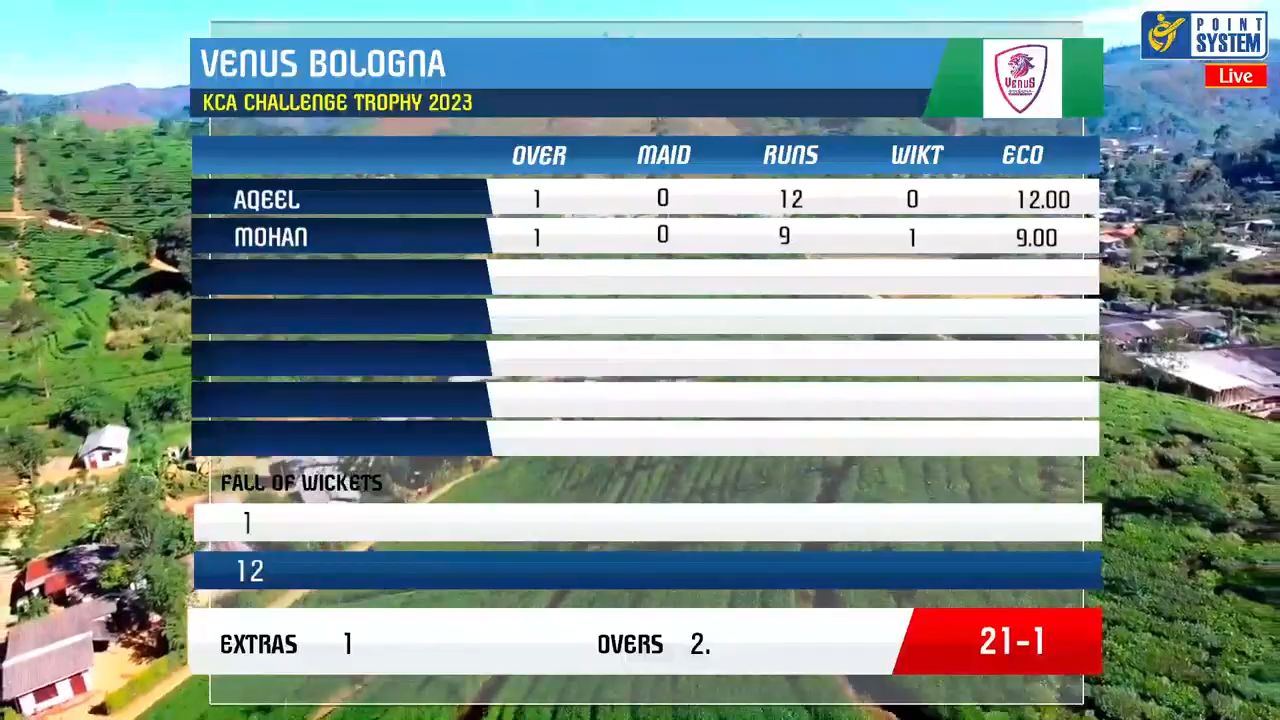 POINT
SYSTEM
Live
VENUS BOLOGNA
KCA CHALLENGE TROPHY 2023
VENUS
OVER MAID RUNS WIKT ECO
AQEEL 1 0 12 0 12.00
MOHAN 1 0 9 1 9.00
FALL OF WICKETS
1
12
EXTRAS 1 OVERS 2. 21-1